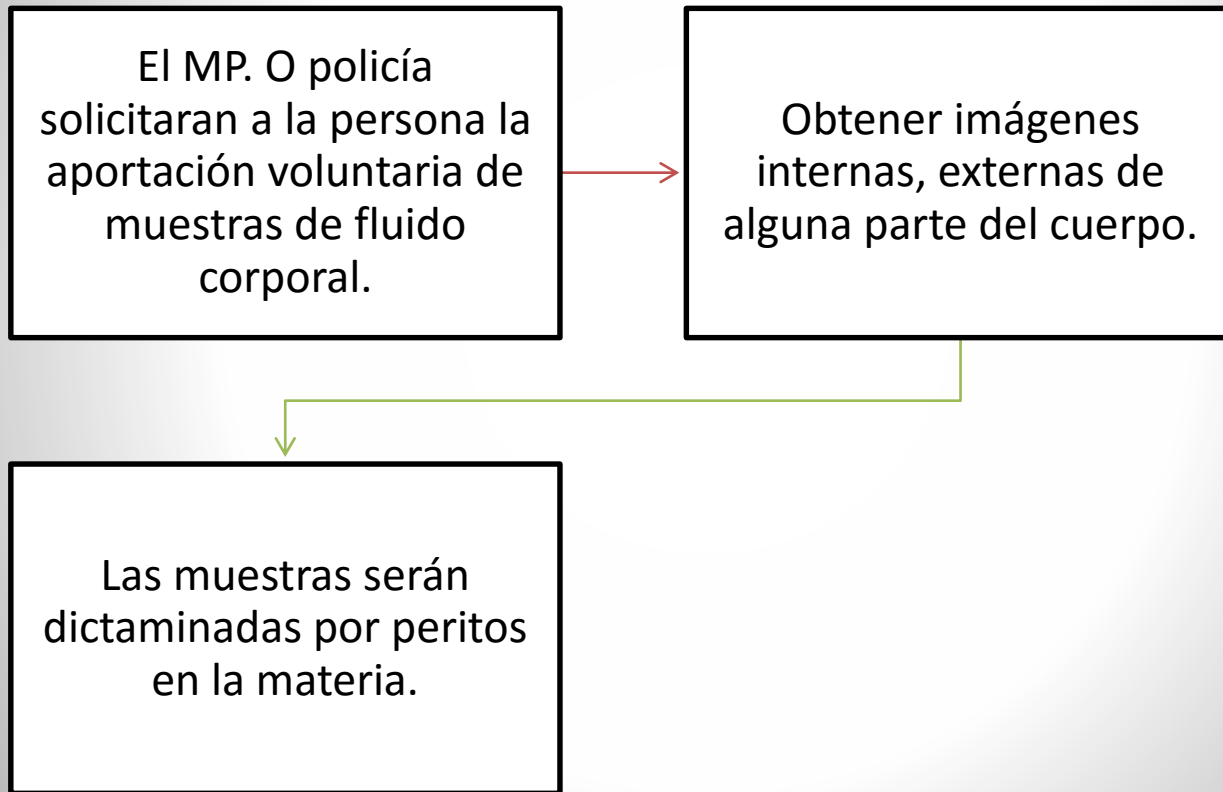 El MP. O policía
solicitaran a la persona la
aportación voluntaria de
muestras de fluido
corporal.
Obtener imágenes
internas, externas de
alguna parte del cuerpo.
Las muestras serán
dictaminadas por peritos
en la materia.